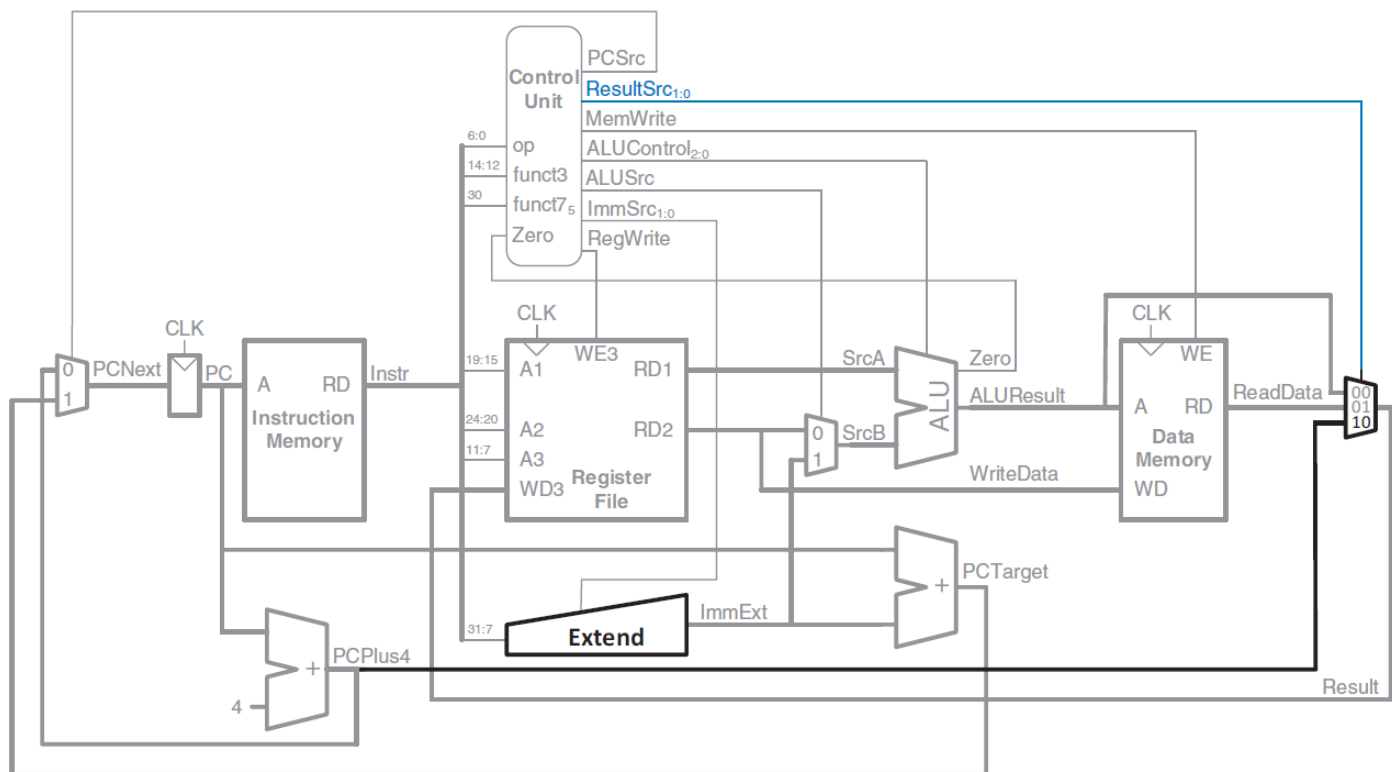 PCSrc
Control
Unit
ResultSrc1:0
MemWrite
6:0
op
ALUControl2:0
14:12
funct3
ALUSrc
30
funct75
ImmSrc1:0
Zero
RegWrite
CLK
0
1
PCNext
PC
A
RD
Instruction
Memory
Instr
CLK
19:15
A1
WE3
RD1
24:20
A2
RD2
11:7
A3
WD3
Register
File
SrcA
0
1
SrcB
ALU
Zero
ALUResult
WriteData
CLK
WE
A
RD
Data
Memory
WD
ReadData
00
01
10
+
PCTarget
31:7
Extend
ImmExt
+
PCPlus4
4
Result